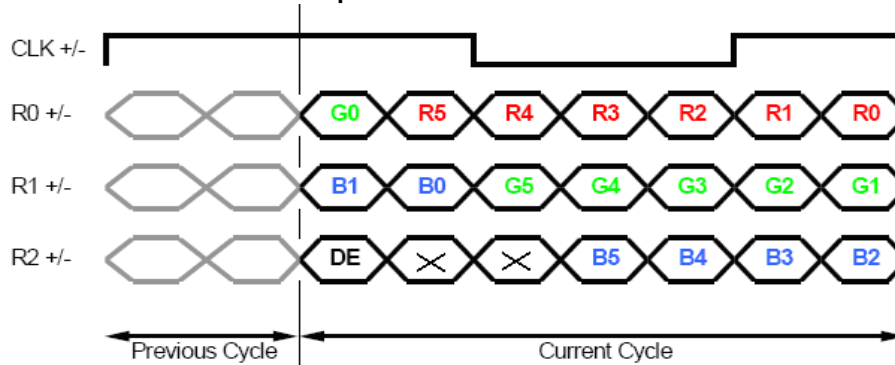 CLK +/-
R0 +/- G0 R5 R4 R3 R2 R1 R0
R1 +/- B1 B0 G5 G4 G3 G2 G1
R2 +/- DE B5 B4 B3 B2
Previous Cycle Current Cycle